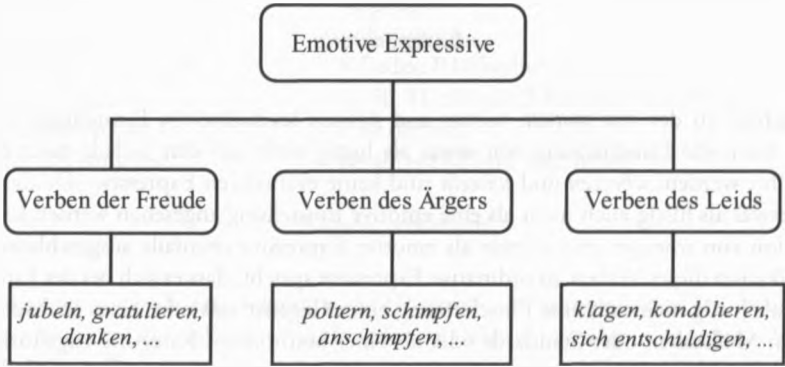 Emotive Expressive
Verben der Freude
Verben des Ärgers
Verben des Leids
jubeln, gratulieren,
danken, ...
poltern, schimpfen,
anschimpfen, ...
klagen, kondolieren,
sich entschuldigen, ...